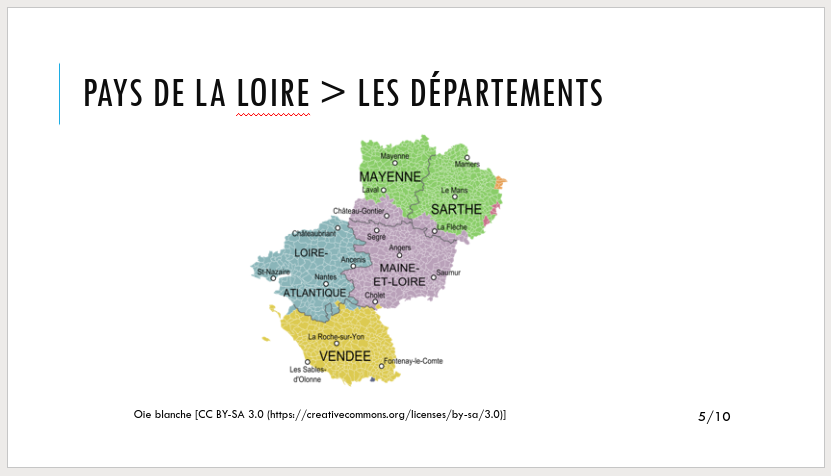 PAYS DE LA LOIRE > LES DÉPARTEMENTS
Mayenne
Mamers
MAYENNE
Laval
Le Mans
SARTHE
Château-Gontier
La Flèche
Châteaubriant
Segré
Angers
LOIRE-
Ancenis
MAINE-
St-Nazaire
Nantes
Saumur
ET-LOIRE
ATLANTIQUE
Cholet
La Roche-sur-Yon
VENDEE
Fontenay-le-Comte
Les Sables-
d'Olonne
Oie blanche [CC BY-SA 3.0 (https://creativecommons.org/licenses/by-sa/3.0)]
5/10